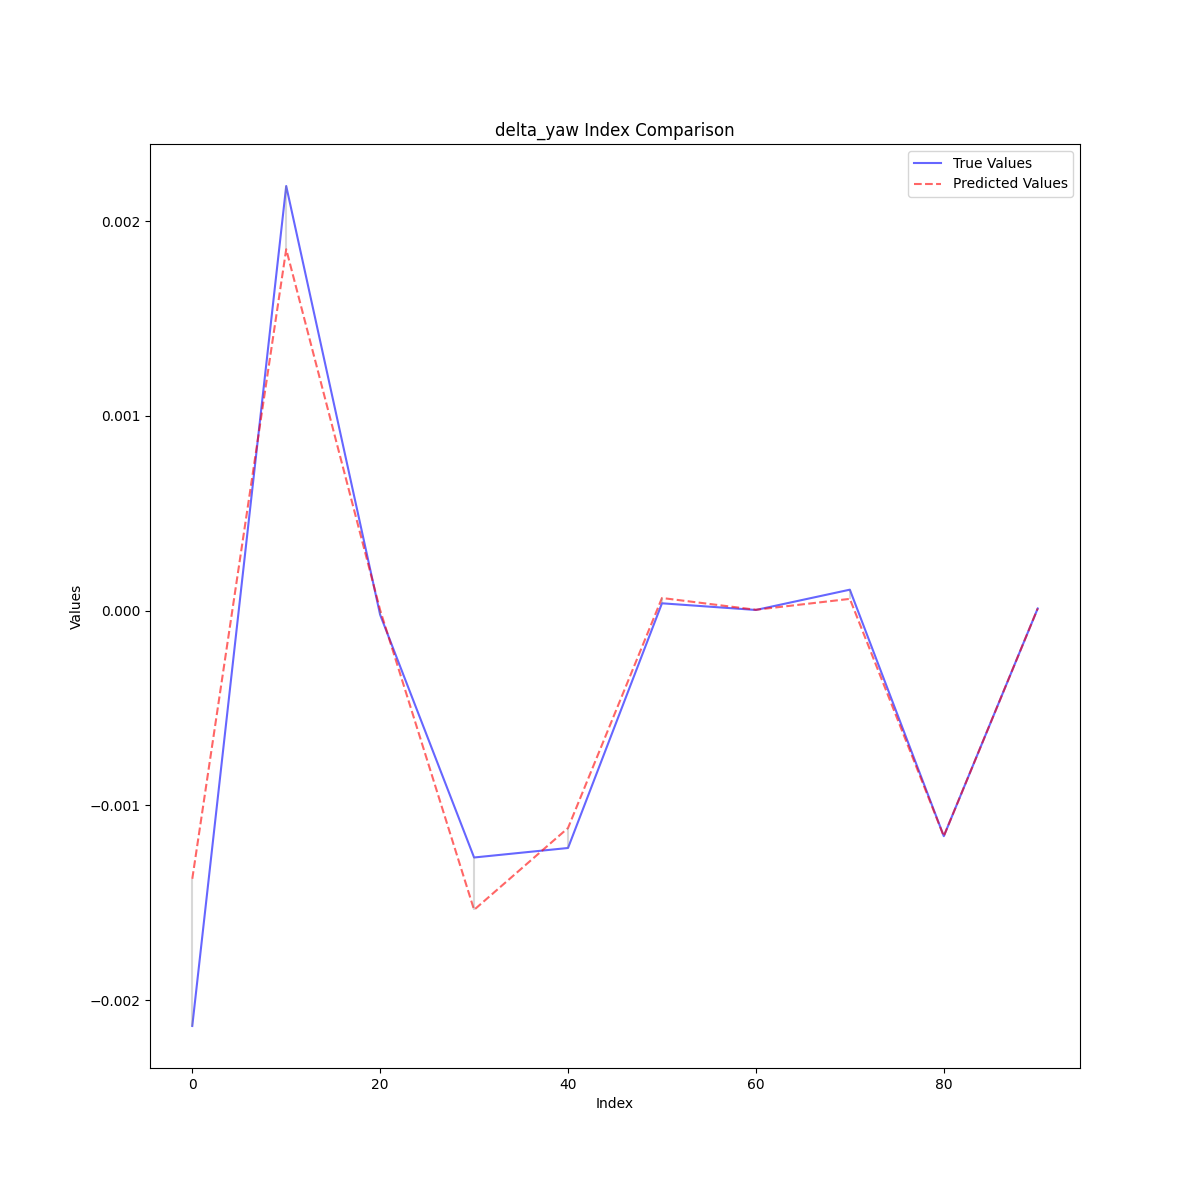 delta_yaw Index Comparison
True Values
Predicted Values
0.002
0.001
0.000
−0.001
−0.002
Values
0 20 40 60 80
Index